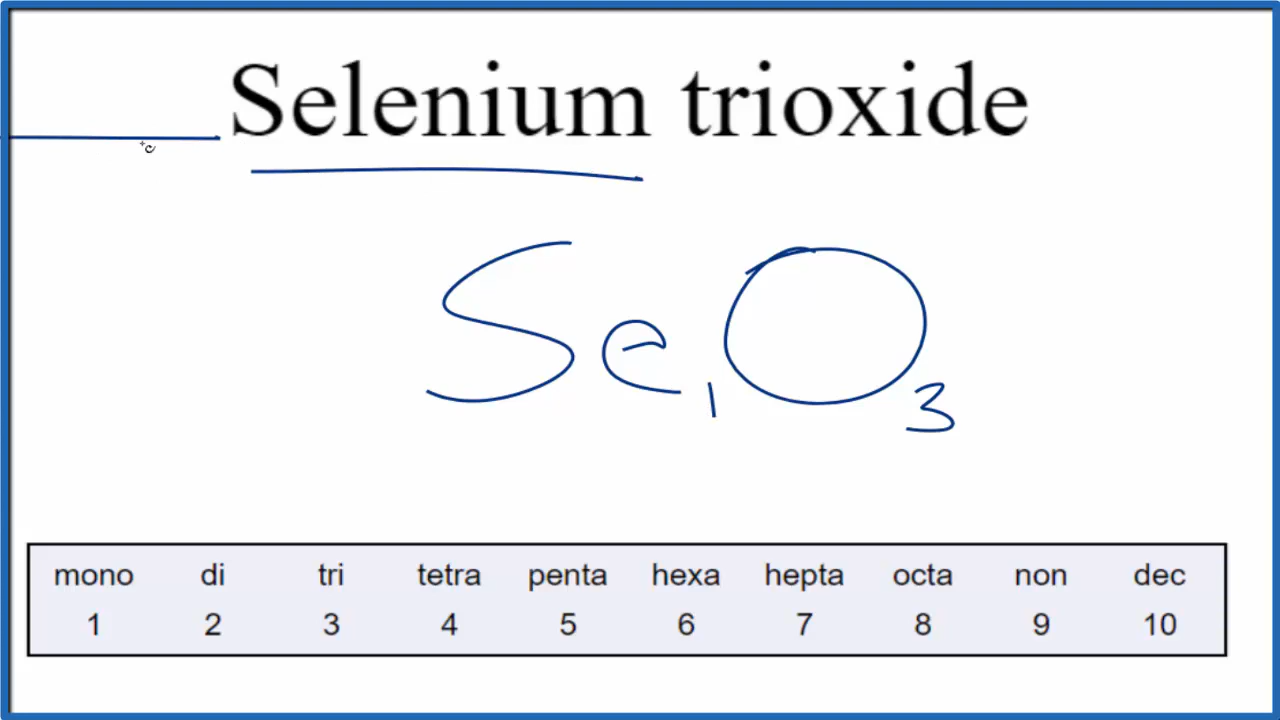 Selenium trioxide
Se₁O₃
mono di tri tetra penta hexa hepta octa non dec
1 2 3 4 5 6 7 8 9 10